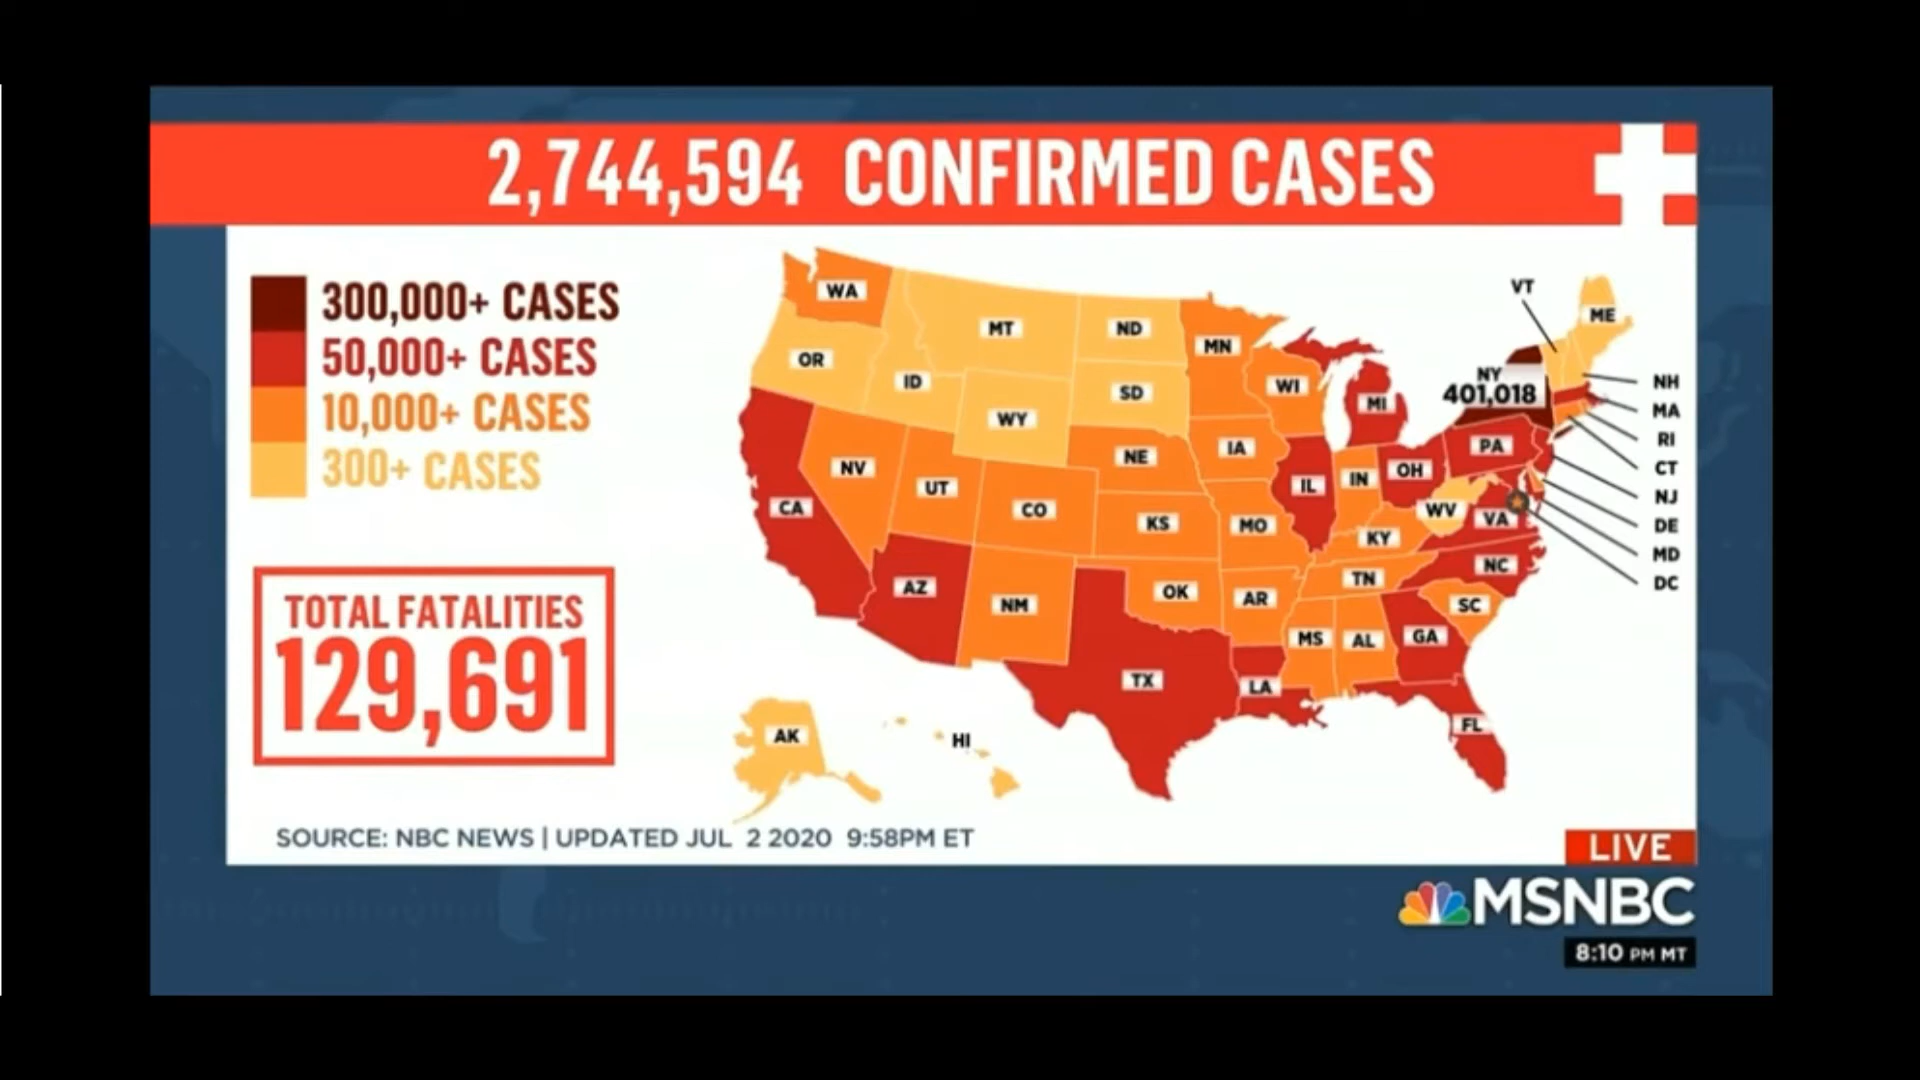 2,744,594 CONFIRMED CASES
300,000+ CASES
50,000+ CASES
10,000+ CASES
300+ CASES
TOTAL FATALITIES
129,691
WA
OR
ID
MT
ND
SD
WY
MN
WI
MI
NY
401,018
VT
ME
NH
MA
RI
CT
NJ
DE
MD
DC
CA
NV
UT
CO
NE
KS
IA
MO
IL
IN
OH
PA
WV
VA
KY
TN
NC
SC
AZ
NM
OK
AR
TX
LA
MS
AL
GA
FL
AK
HI
SOURCE: NBC NEWS | UPDATED JUL 2 2020 9:58PM ET
LIVE
MSNBC
8:10 PM MT